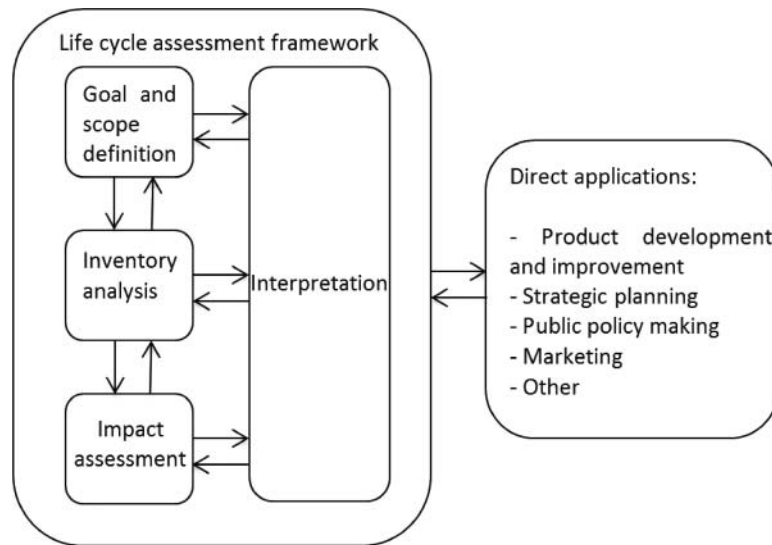 Life cycle assessment framework
Goal and
scope
definition
Inventory
analysis
Impact
assessment
Interpretation
Direct applications:
- Product development
and improvement
- Strategic planning
- Public policy making
- Marketing
- Other